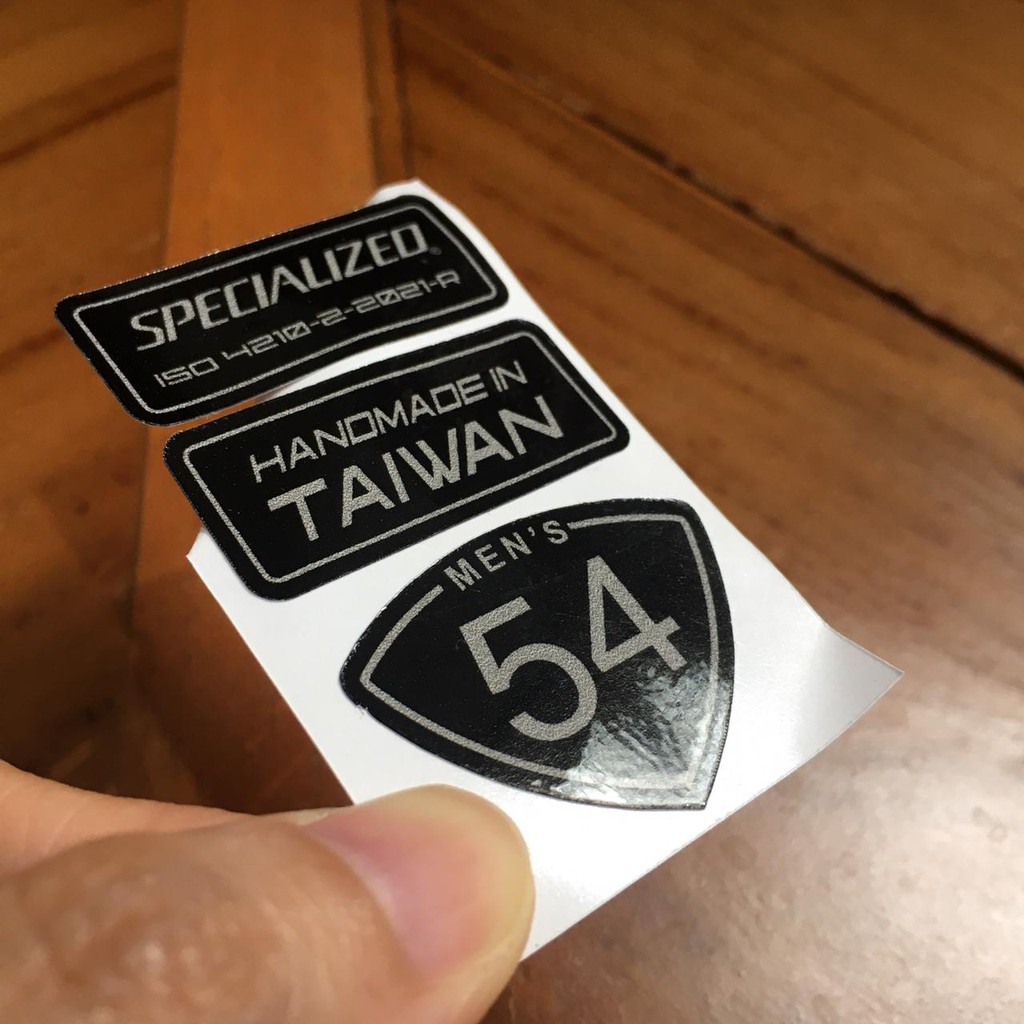 SPECIALIZED®
ISO 4210-2-2021-R
HANDMADE IN
TAIWAN
MEN'S
54